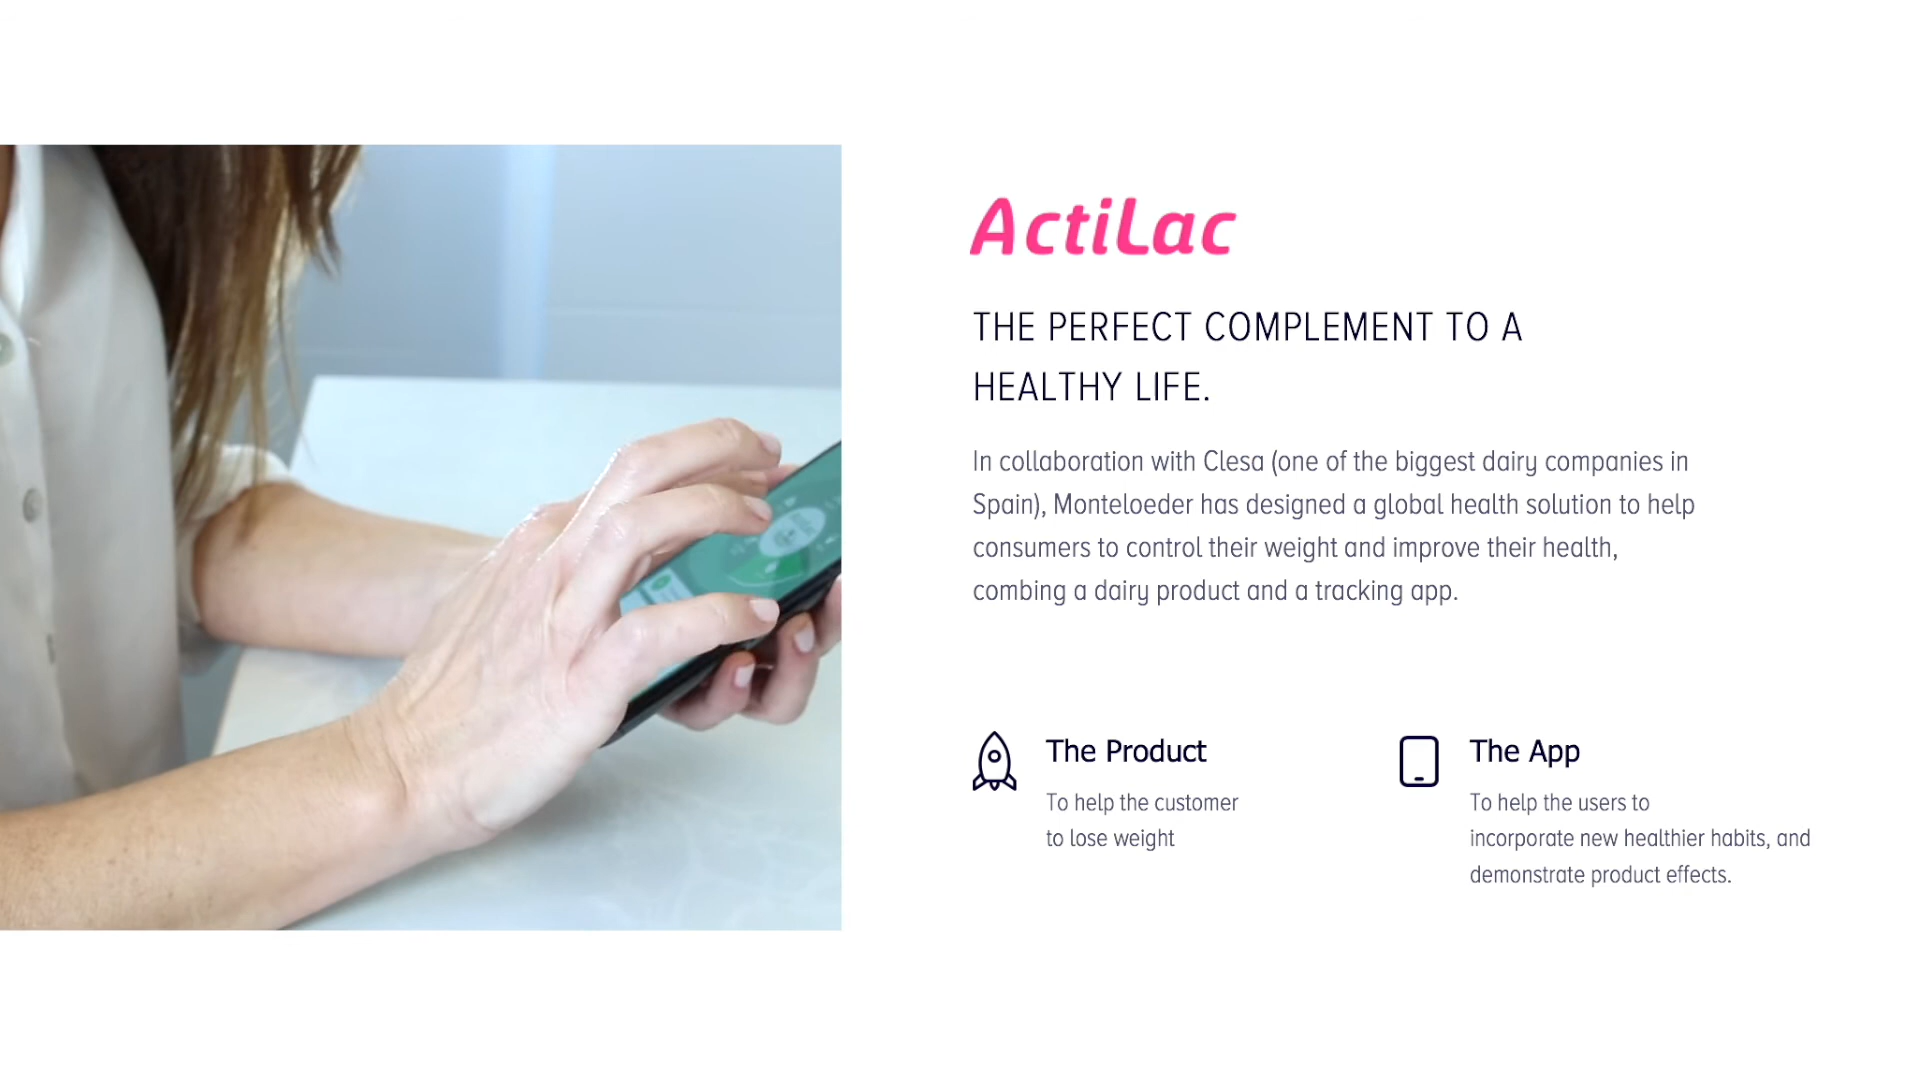 ActiLac
THE PERFECT COMPLEMENT TO A
HEALTHY LIFE.
In collaboration with Clesa (one of the biggest dairy companies in
Spain), Monteloeder has designed a global health solution to help
consumers to control their weight and improve their health,
combing a dairy product and a tracking app.
The Product
To help the customer
to lose weight
The App
To help the users to
incorporate new healthier habits, and
demonstrate product effects.